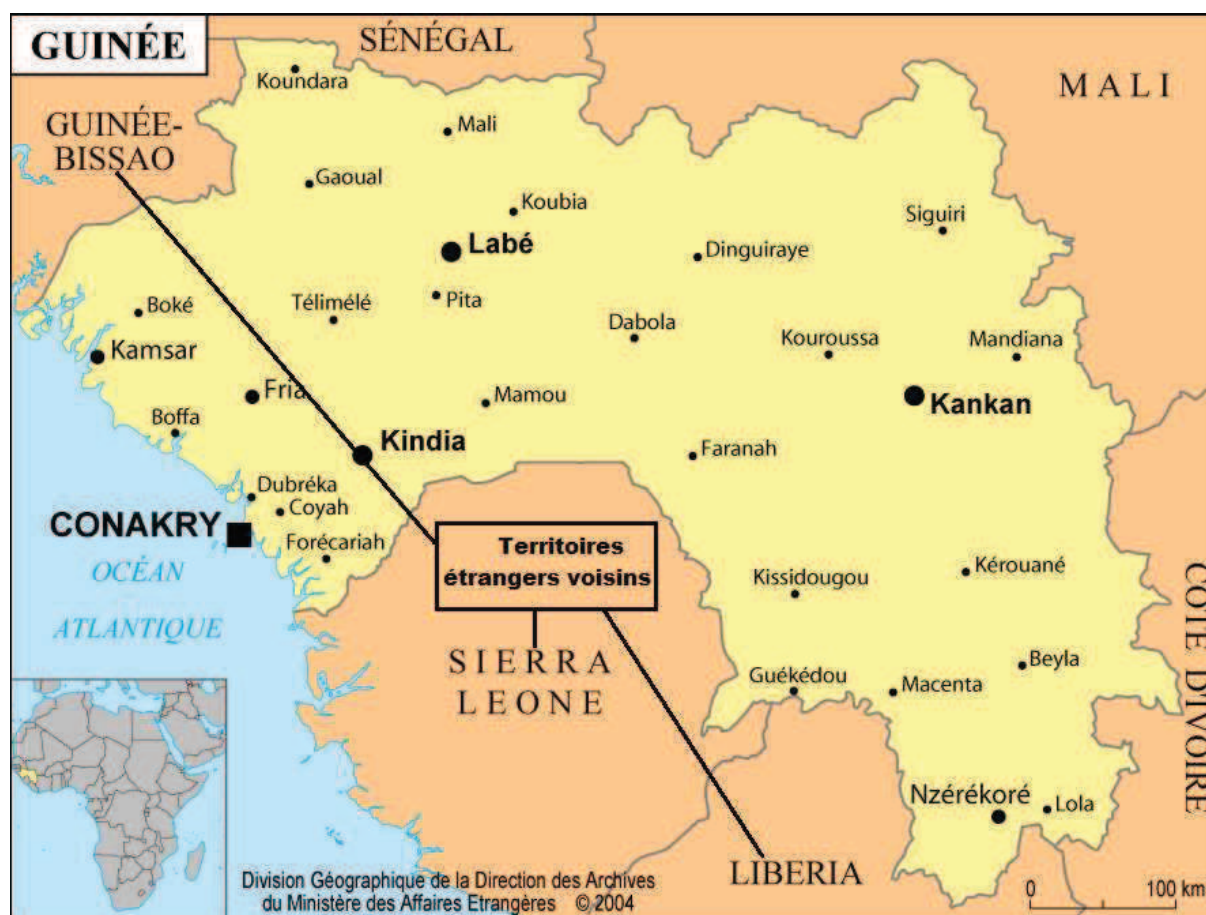 GUINÉE
SÉNÉGAL
MALI
GUINÉE-
BISSAO
Koundara
Mali
Gaoual
Koubia
Siguiri
Labé
Dinguiraye
Boké
Télimélé
Pita
Dabola
Kouroussa
Mandiana
Kamsar
Fria
Mamou
Kankan
Boffa
Kindia
Faranah
Dubréka
Coyah
CONAKRY
Forécariah
Territoires
étrangers voisins
OCÉAN
ATLANTIQUE
Kissidougou
Kérouané
CÔTE D'IVOIRE
SIERRA
LEONE
Guékédou
Macenta
Beyla
Nzérékoré
Lola
LIBERIA
Division Géographique de la Direction des Archives
du Ministère des Affaires Etrangères © 2004
0 100 km